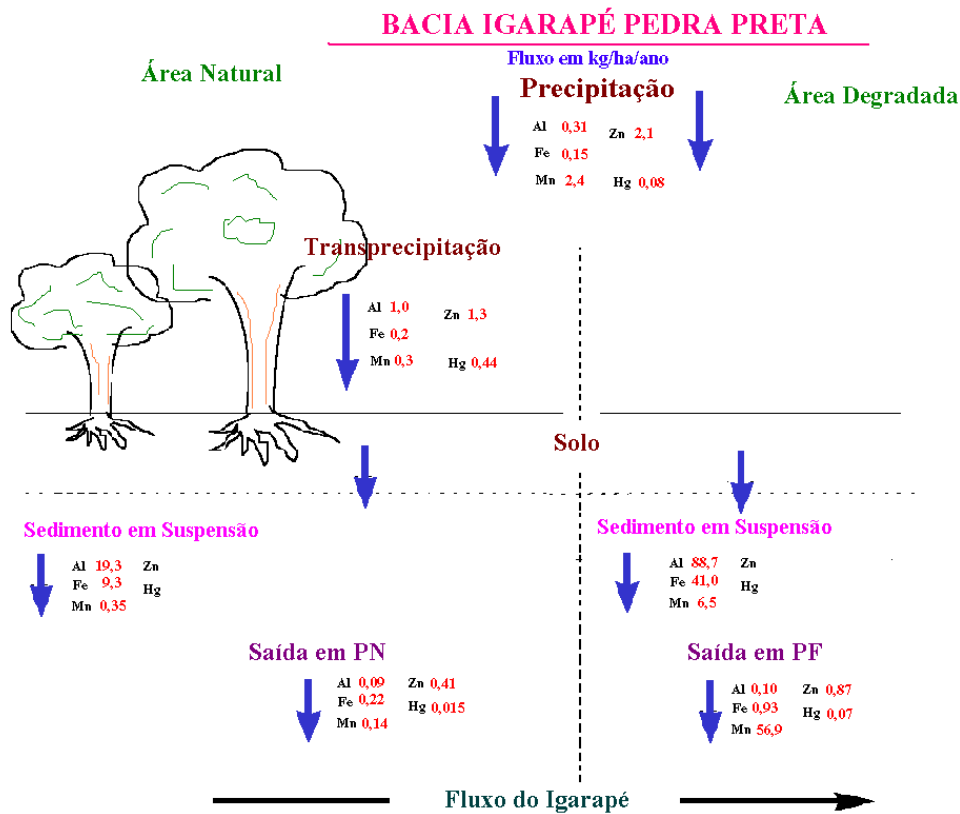 BACIA IGARAPÉ PEDRA PRETA
Fluxo em kg/ha/ano
Área Natural
Precipitação
Área Degradada
Al 0,31 Zn 2,1
Fe 0,15
Mn 2,4 Hg 0,08
Transprecipitação
Al 1,0 Zn 1,3
Fe 0,2
Mn 0,3 Hg 0,44
Solo
Sedimento em Suspensão
Al 19,3 Zn
Fe 9,3 Hg
Mn 0,35
Sedimento em Suspensão
Al 88,7 Zn
Fe 41,0 Hg
Mn 6,5
Saída em PN
Al 0,09 Zn 0,41
Fe 0,22 Hg 0,015
Mn 0,14
Saída em PF
Al 0,10 Zn 0,87
Fe 0,93 Hg 0,07
Mn 56,9
Fluxo do Igarapé